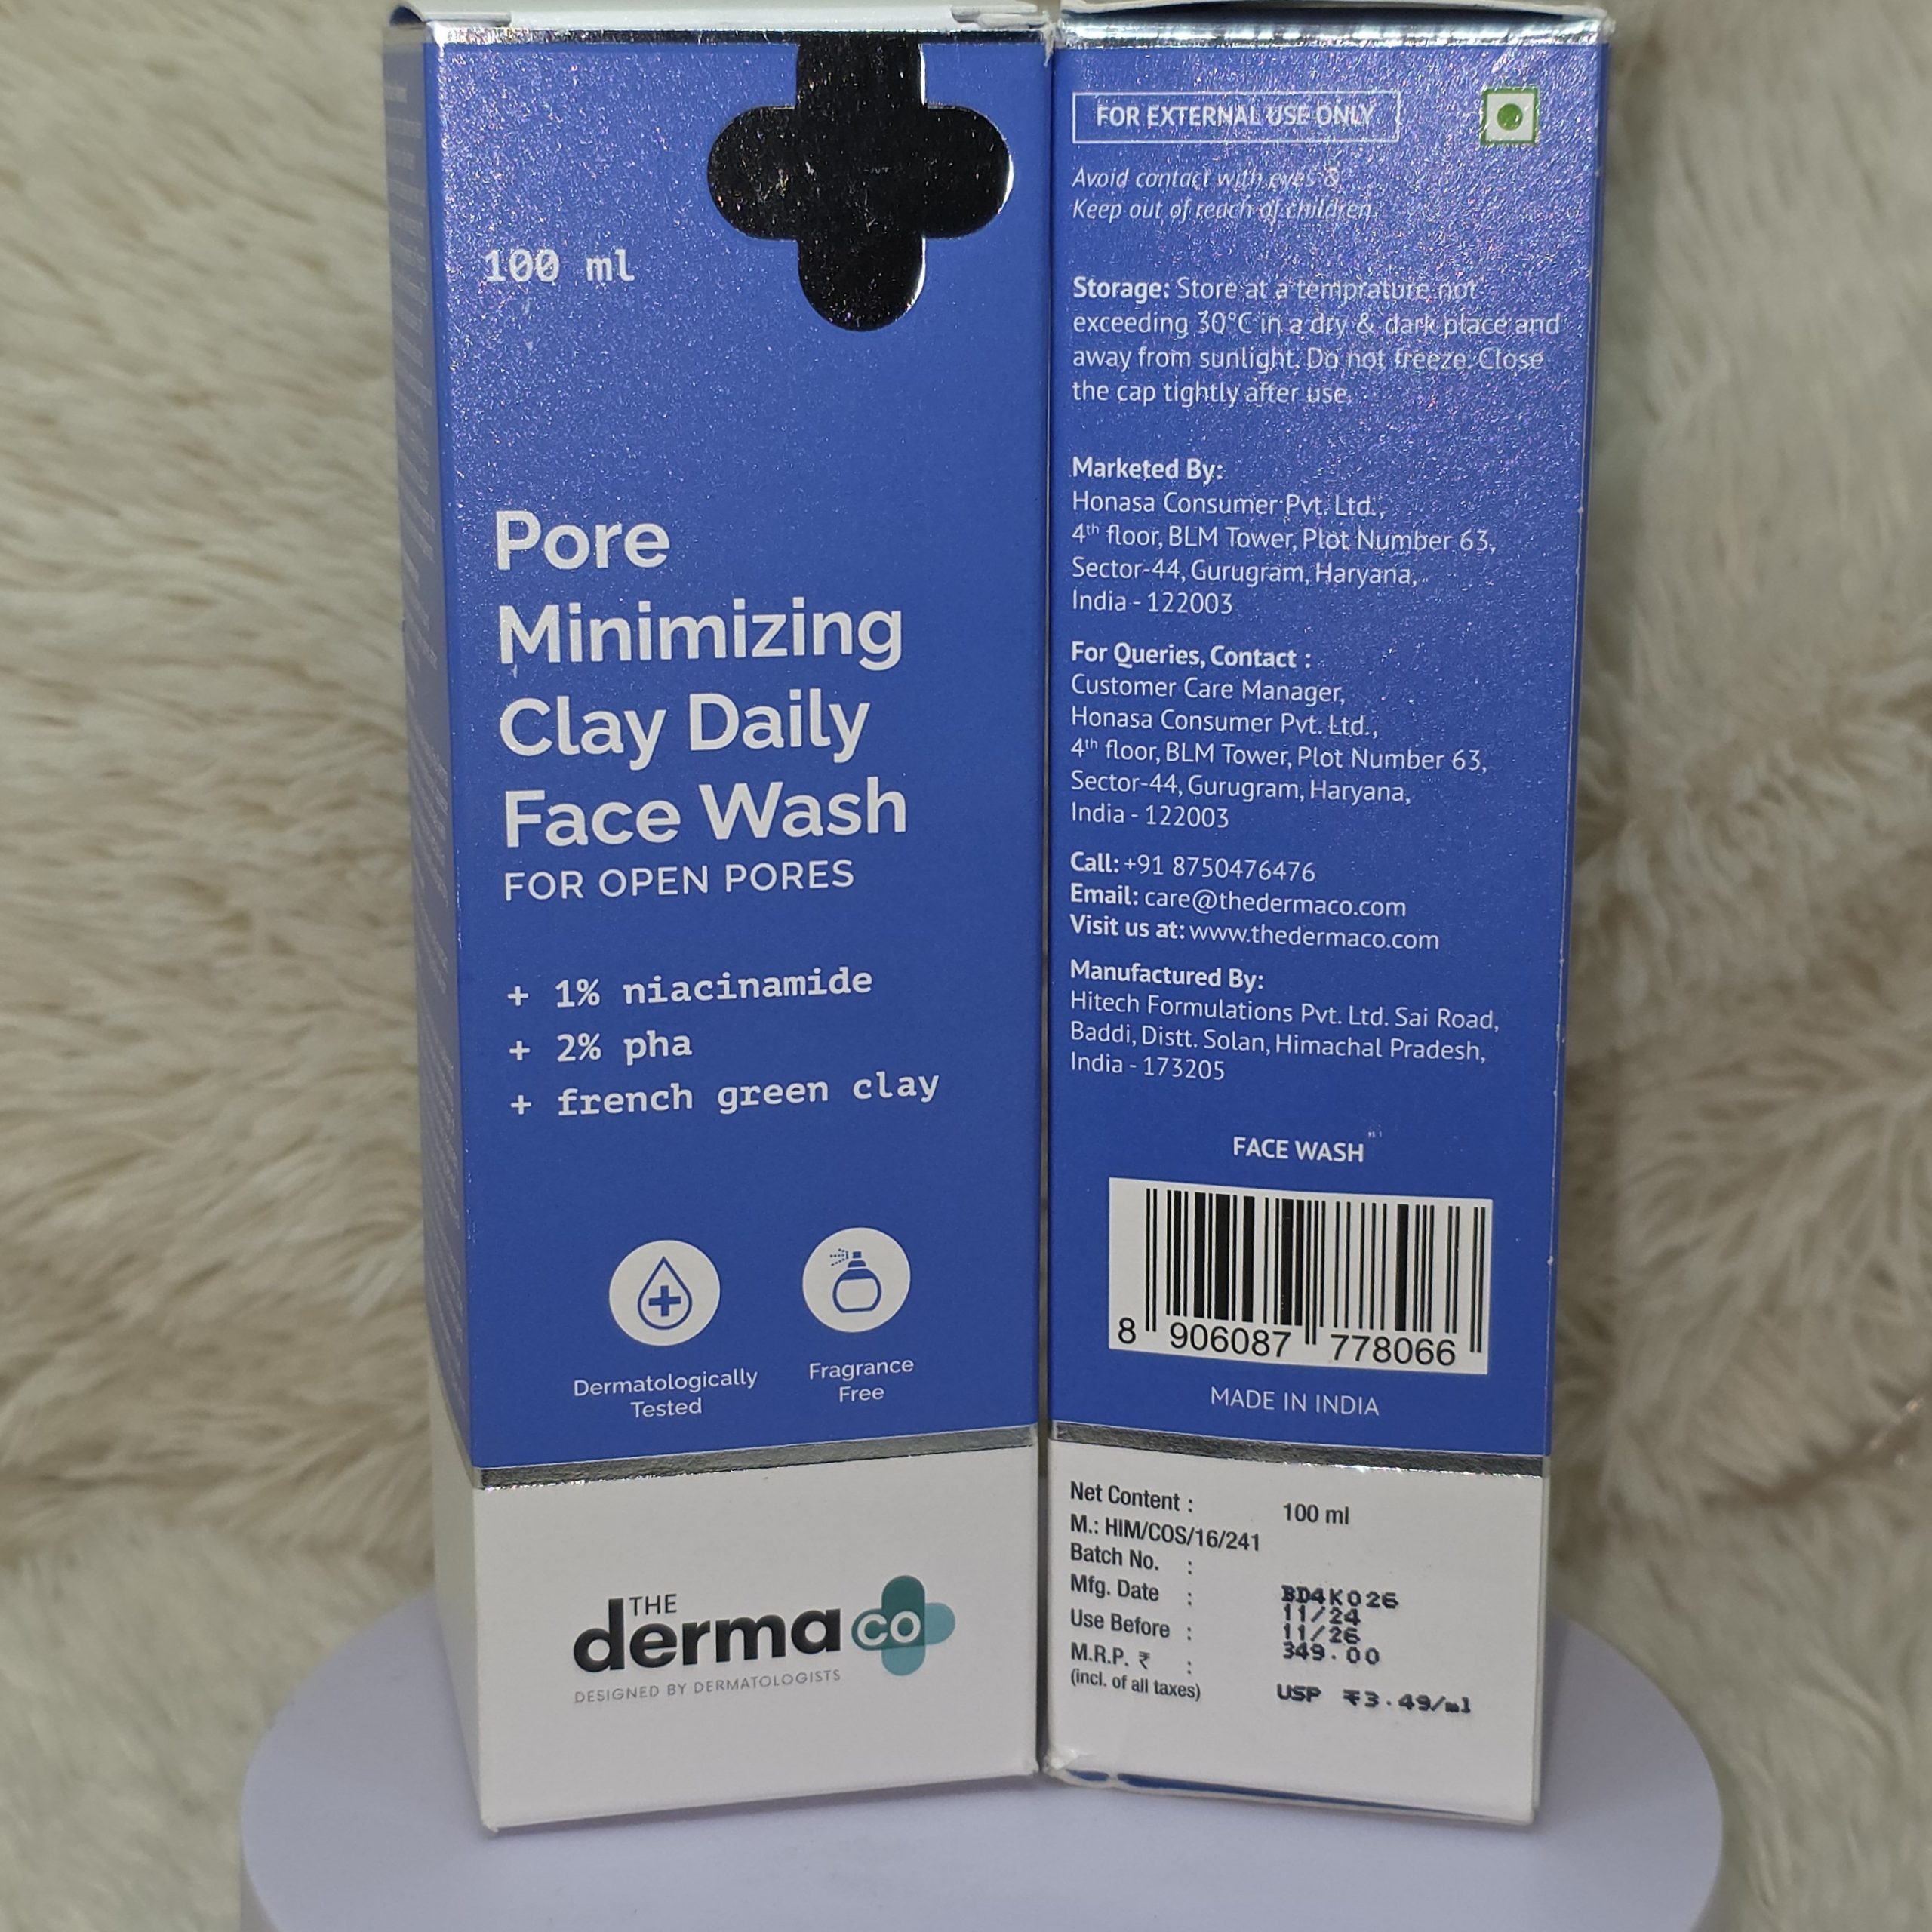 100 ml
Pore
Minimizing
Clay Daily
Face Wash
FOR OPEN PORES
+ 1% niacinamide
+ 2% pha
+ french green clay
Dermatologically
Tested
Fragrance
Free
THE
derma co
DESIGNED BY DERMATOLOGISTS
FOR EXTERNAL USE ONLY
Avoid contact with eyes &
Keep out of reach of children.
Storage: Store at a temprature not
exceeding 30°C in a dry & dark place and
away from sunlight. Do not freeze. Close
the cap tightly after use.
Marketed By:
Honasa Consumer Pvt. Ltd.,
4th floor, BLM Tower, Plot Number 63,
Sector-44, Gurugram, Haryana,
India - 122003
For Queries, Contact :
Customer Care Manager,
Honasa Consumer Pvt. Ltd.,
4th floor, BLM Tower, Plot Number 63,
Sector-44, Gurugram, Haryana,
India - 122003
Call: +91 8750476476
Email: care@thedermaco.com
Visit us at: www.thedermaco.com
Manufactured By:
Hitech Formulations Pvt. Ltd. Sai Road,
Baddi, Distt. Solan, Himachal Pradesh,
India - 173205
FACE WASH
8 906087 778066
MADE IN INDIA
Net Content : 100 ml
M.: HIM/COS/16/241
Batch No. : BD4K026
Mfg. Date : 11/24
Use Before : 11/26
M.R.P. ₹ : 349.00
(incl. of all taxes) USP ₹3.49/ml